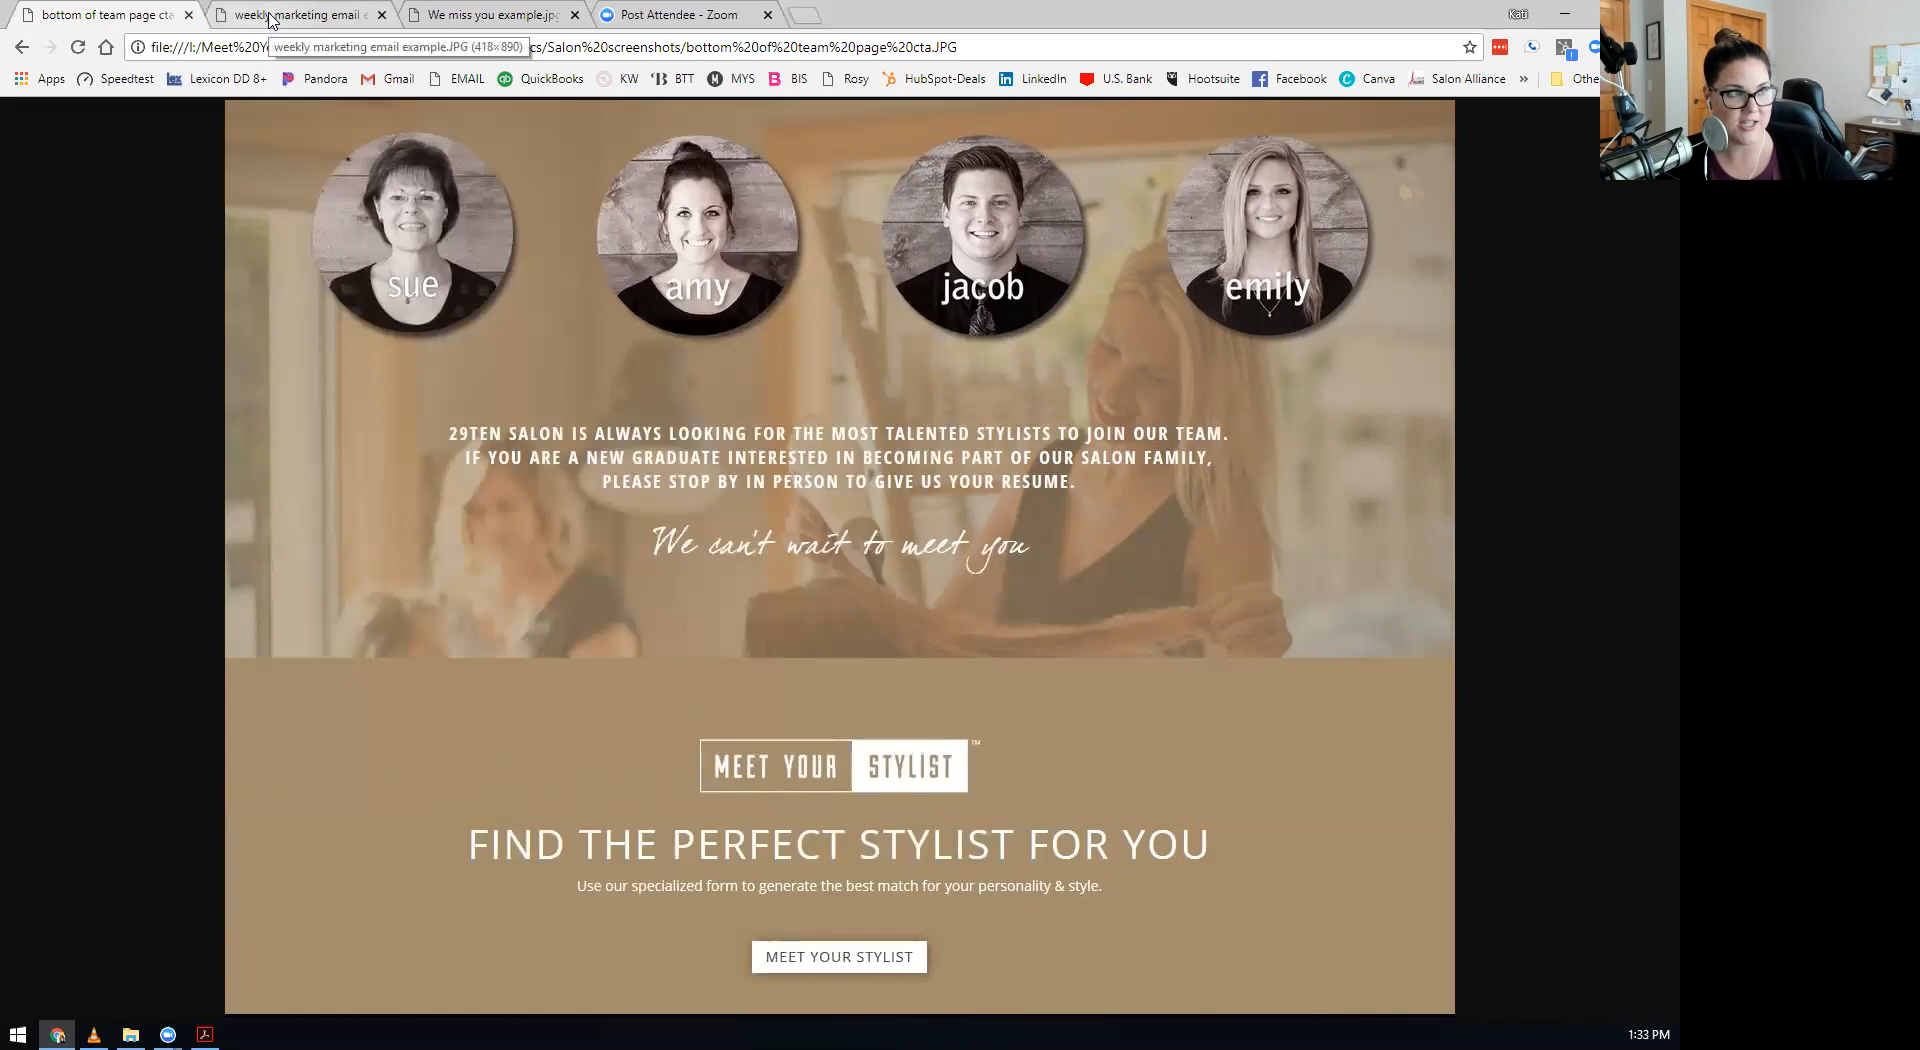 bottom of team page cta
weekly marketing email e
We miss you example.jpg
Post Attendee - Zoom
Kati
weekly marketing email example.JPG (418×890)
cs/Salon%20screenshots/bottom%20of%20team%20page%20cta.JPG
file:///I:/Meet%20Y
Apps
Speedtest
Lexicon DD 8+
Pandora
Gmail
EMAIL
QuickBooks
KW
BTT
MYS
BIS
Rosy
HubSpot-Deals
LinkedIn
U.S. Bank
Hootsuite
Facebook
Canva
Salon Alliance
»
Othe
sue
amy
jacob
emily
29TEN SALON IS ALWAYS LOOKING FOR THE MOST TALENTED STYLISTS TO JOIN OUR TEAM.
IF YOU ARE A NEW GRADUATE INTERESTED IN BECOMING PART OF OUR SALON FAMILY,
PLEASE STOP BY IN PERSON TO GIVE US YOUR RESUME.
We can't wait to meet you
MEET YOUR STYLIST™
FIND THE PERFECT STYLIST FOR YOU
Use our specialized form to generate the best match for your personality & style.
MEET YOUR STYLIST
1:33 PM